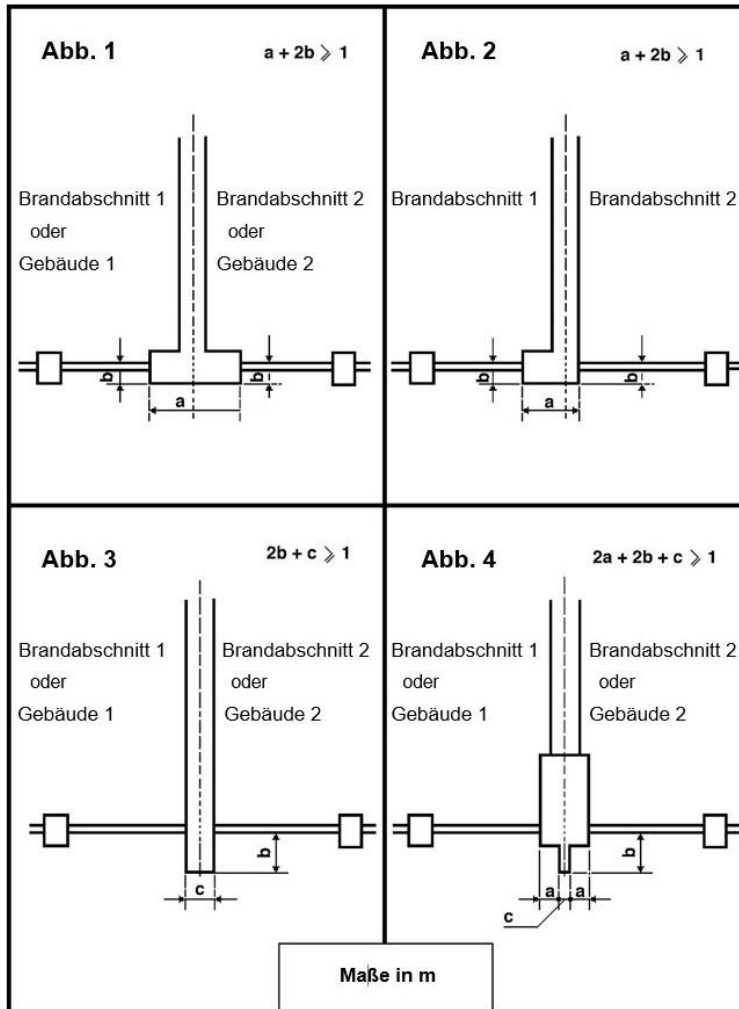 Abb. 1
a + 2b ⩾ 1
Brandabschnitt 1
oder
Gebäude 1
Brandabschnitt 2
oder
Gebäude 2
b
b
a
Abb. 2
a + 2b ⩾ 1
Brandabschnitt 1
Brandabschnitt 2
b
b
a
Abb. 3
2b + c ⩾ 1
Brandabschnitt 1
oder
Gebäude 1
Brandabschnitt 2
oder
Gebäude 2
b
c
Abb. 4
2a + 2b + c ⩾ 1
Brandabschnitt 1
oder
Gebäude 1
Brandabschnitt 2
oder
Gebäude 2
b
a
a
c
Maße in m